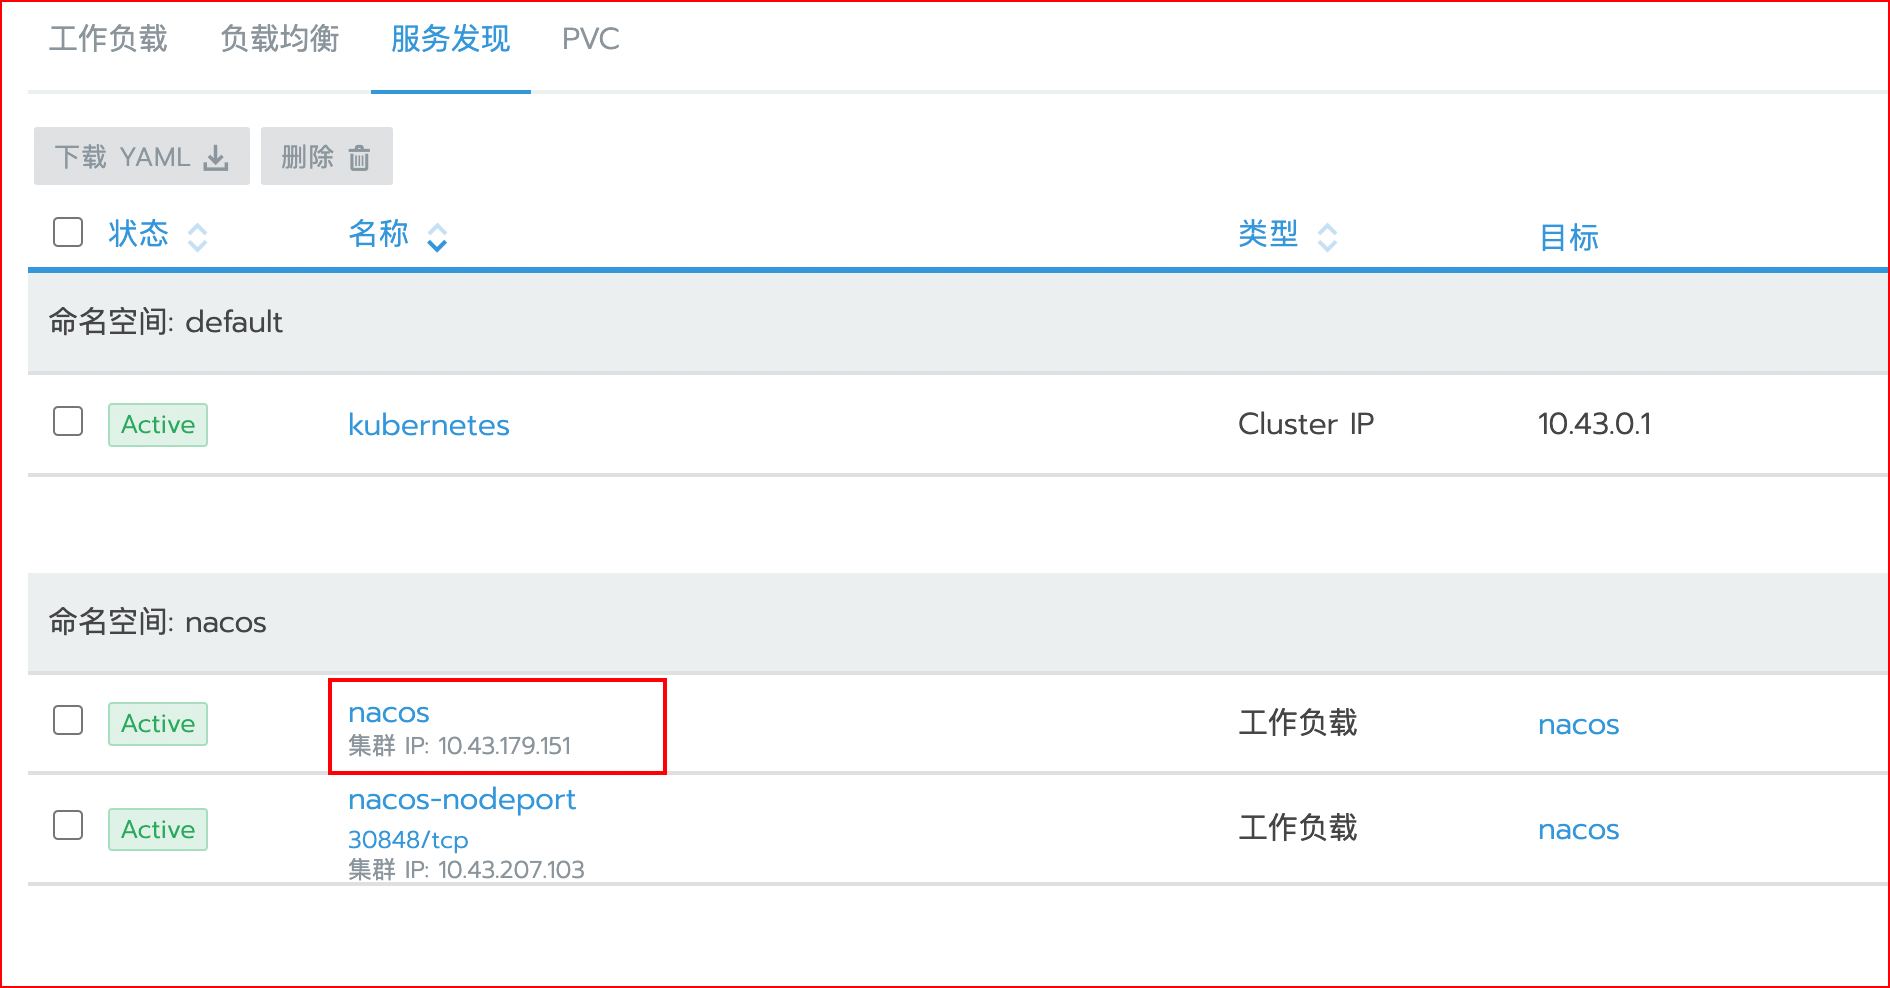 工作负载 负载均衡 服务发现 PVC
下载 YAML 删除
状态 名称 类型 目标
命名空间: default
Active kubernetes Cluster IP 10.43.0.1
命名空间: nacos
Active nacos 工作负载 nacos
集群 IP: 10.43.179.151
nacos-nodeport
Active 30848/tcp 工作负载 nacos
集群 IP: 10.43.207.103